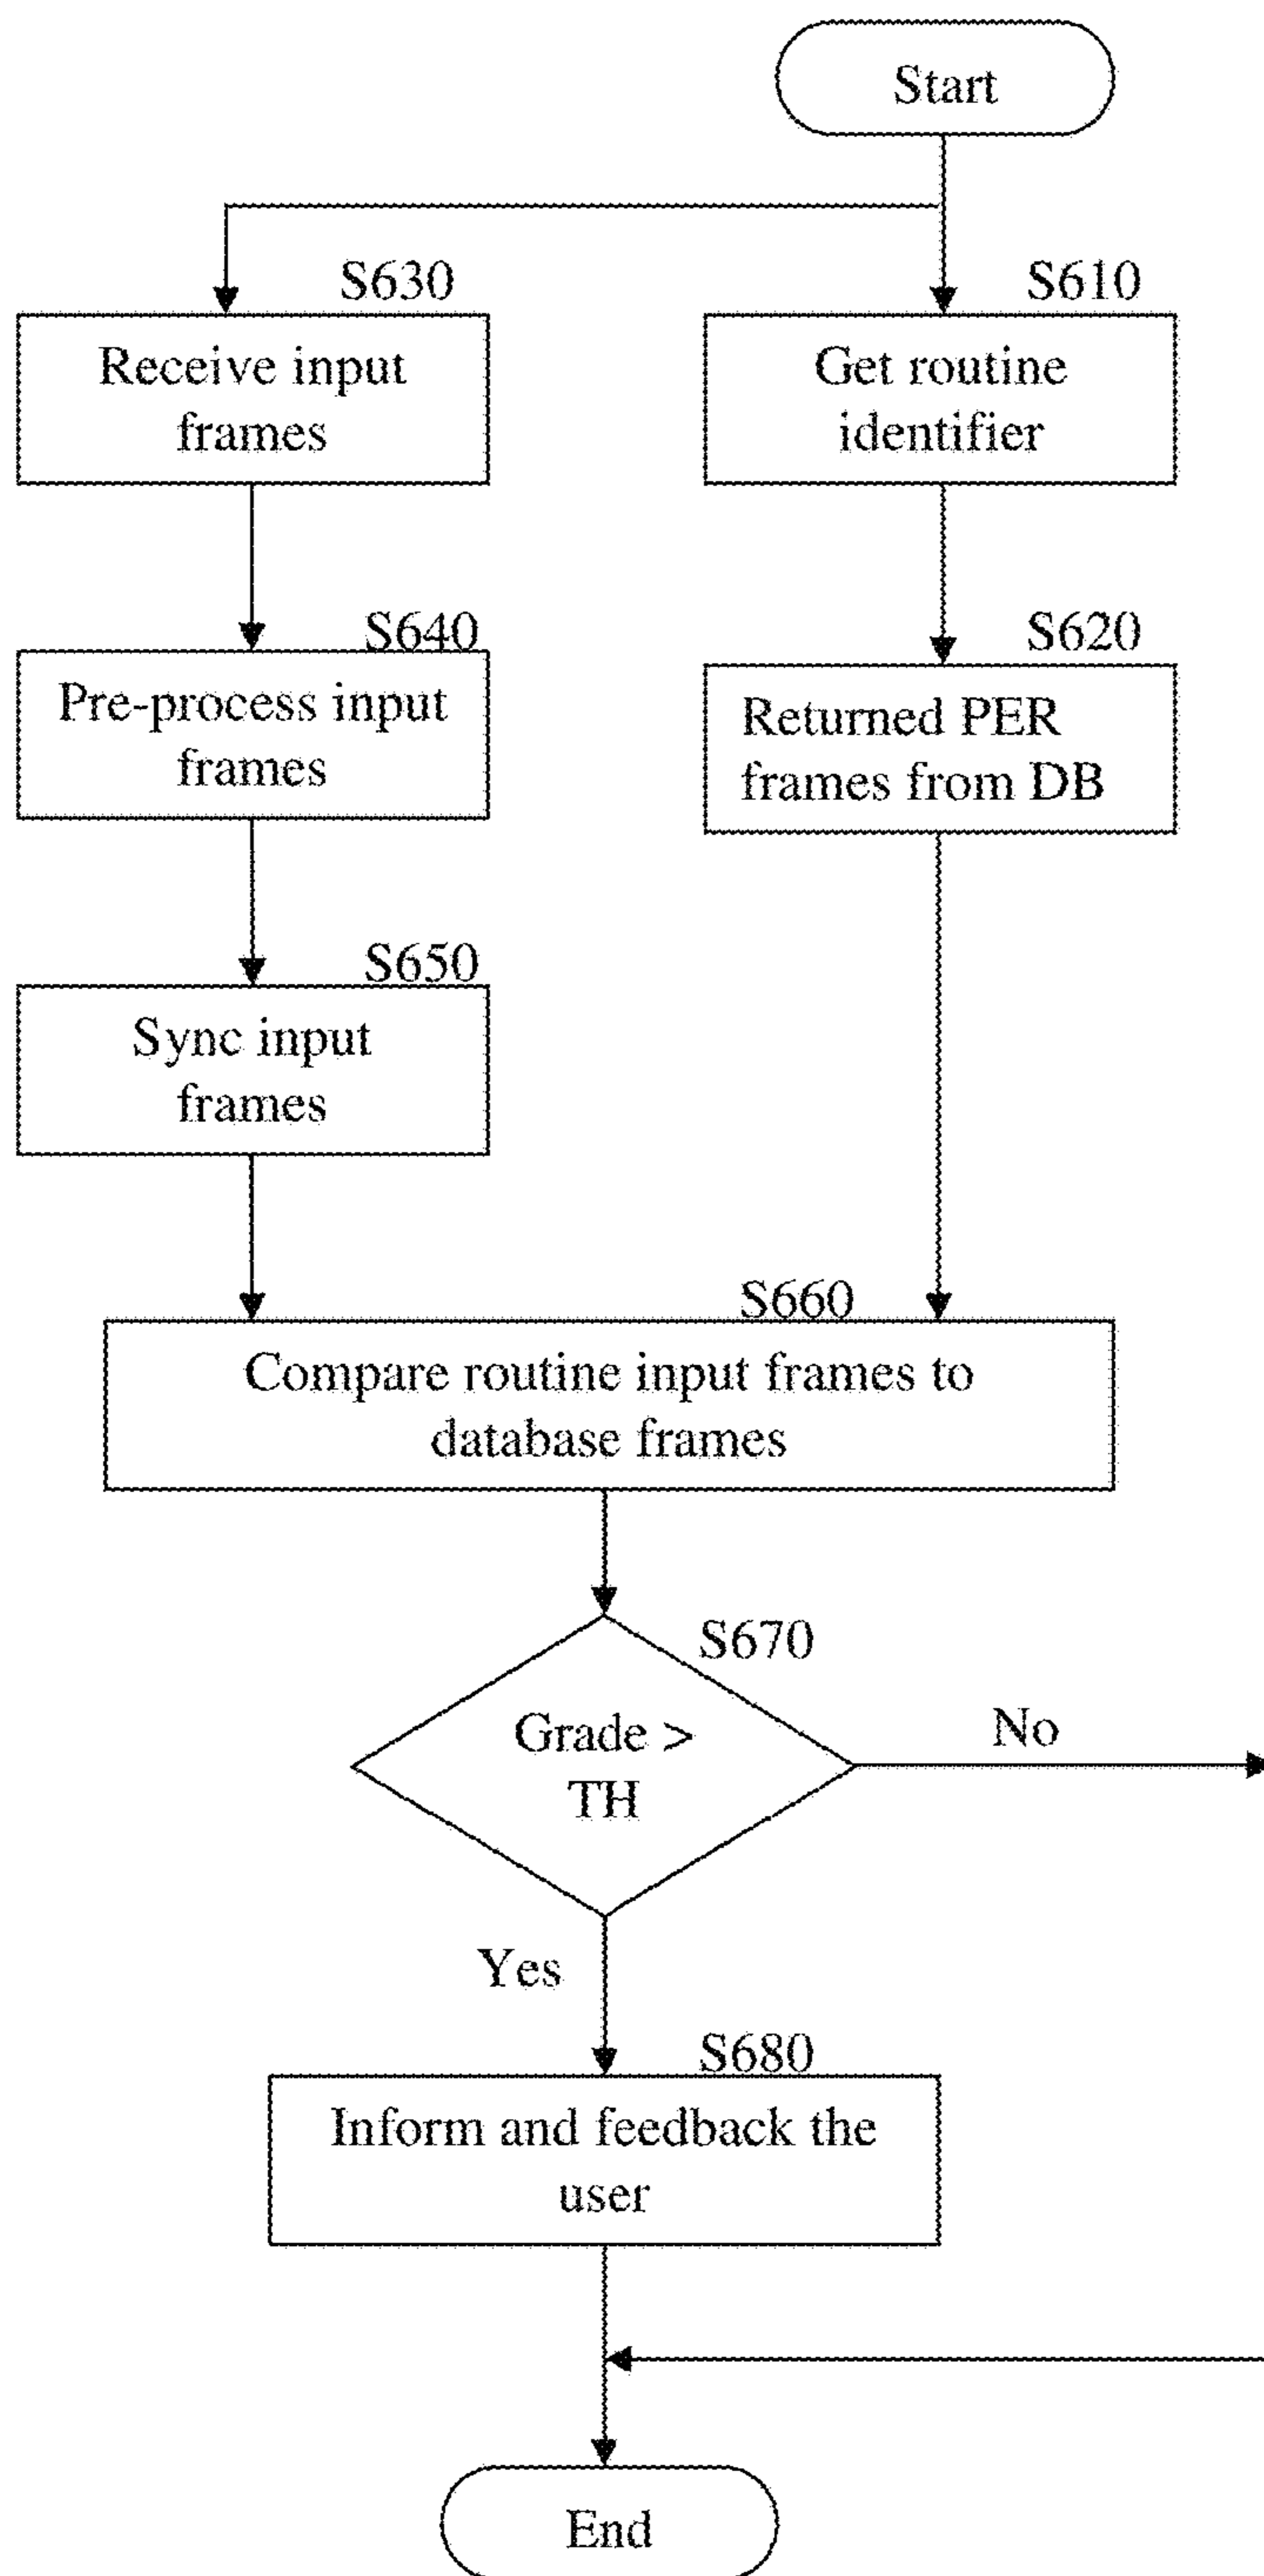 Start
S630
Receive input
frames
S610
Get routine
identifier
S640
Pre-process input
frames
S620
Returned PER
frames from DB
S650
Sync input
frames
S660
Compare routine input frames to
database frames
S670
Grade >
TH
No
Yes
S680
Inform and feedback the
user
End